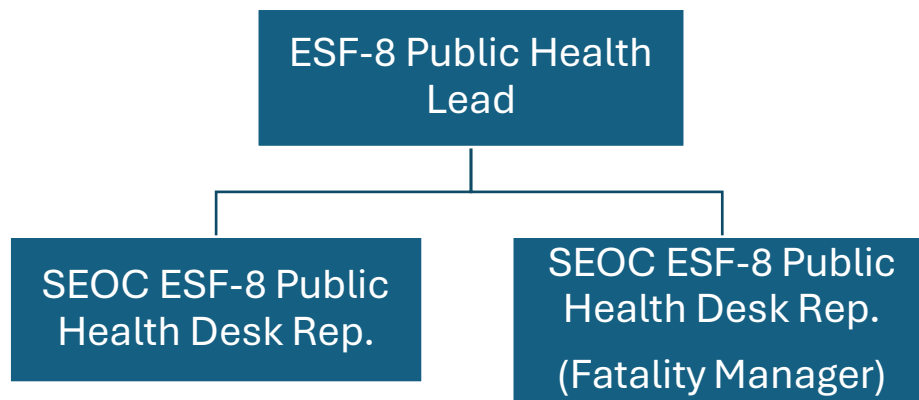 ESF-8 Public Health
Lead
SEOC ESF-8 Public
Health Desk Rep.
SEOC ESF-8 Public
Health Desk Rep.
(Fatality Manager)